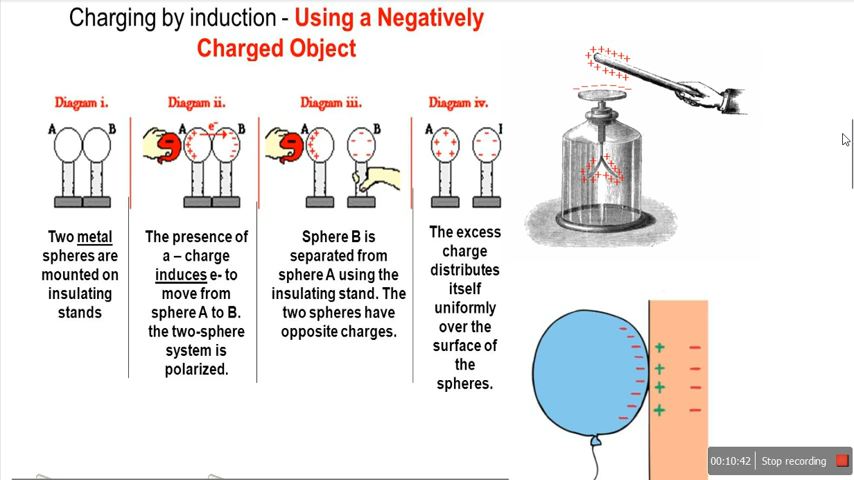 Charging by induction - Using a Negatively
Charged Object
Diagram i.
Diagram ii.
Diagram iii.
Diagram iv.
A B
A e- B
A B
A
Two metal
spheres are
mounted on
insulating
stands
The presence of
a – charge
induces e- to
move from
sphere A to B.
the two-sphere
system is
polarized.
Sphere B is
separated from
sphere A using the
insulating stand. The
two spheres have
opposite charges.
The excess
charge
distributes
itself
uniformly
over the
surface of
the
spheres.
00:10:42 Stop recording